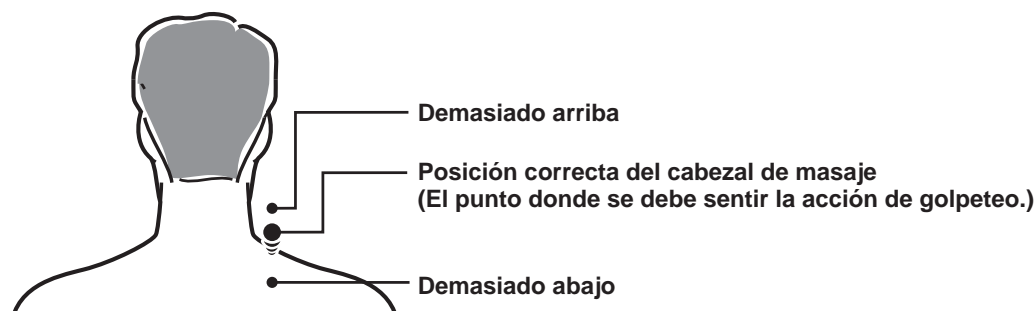 Demasiado arriba
Posición correcta del cabezal de masaje
(El punto donde se debe sentir la acción de golpeteo.)
Demasiado abajo